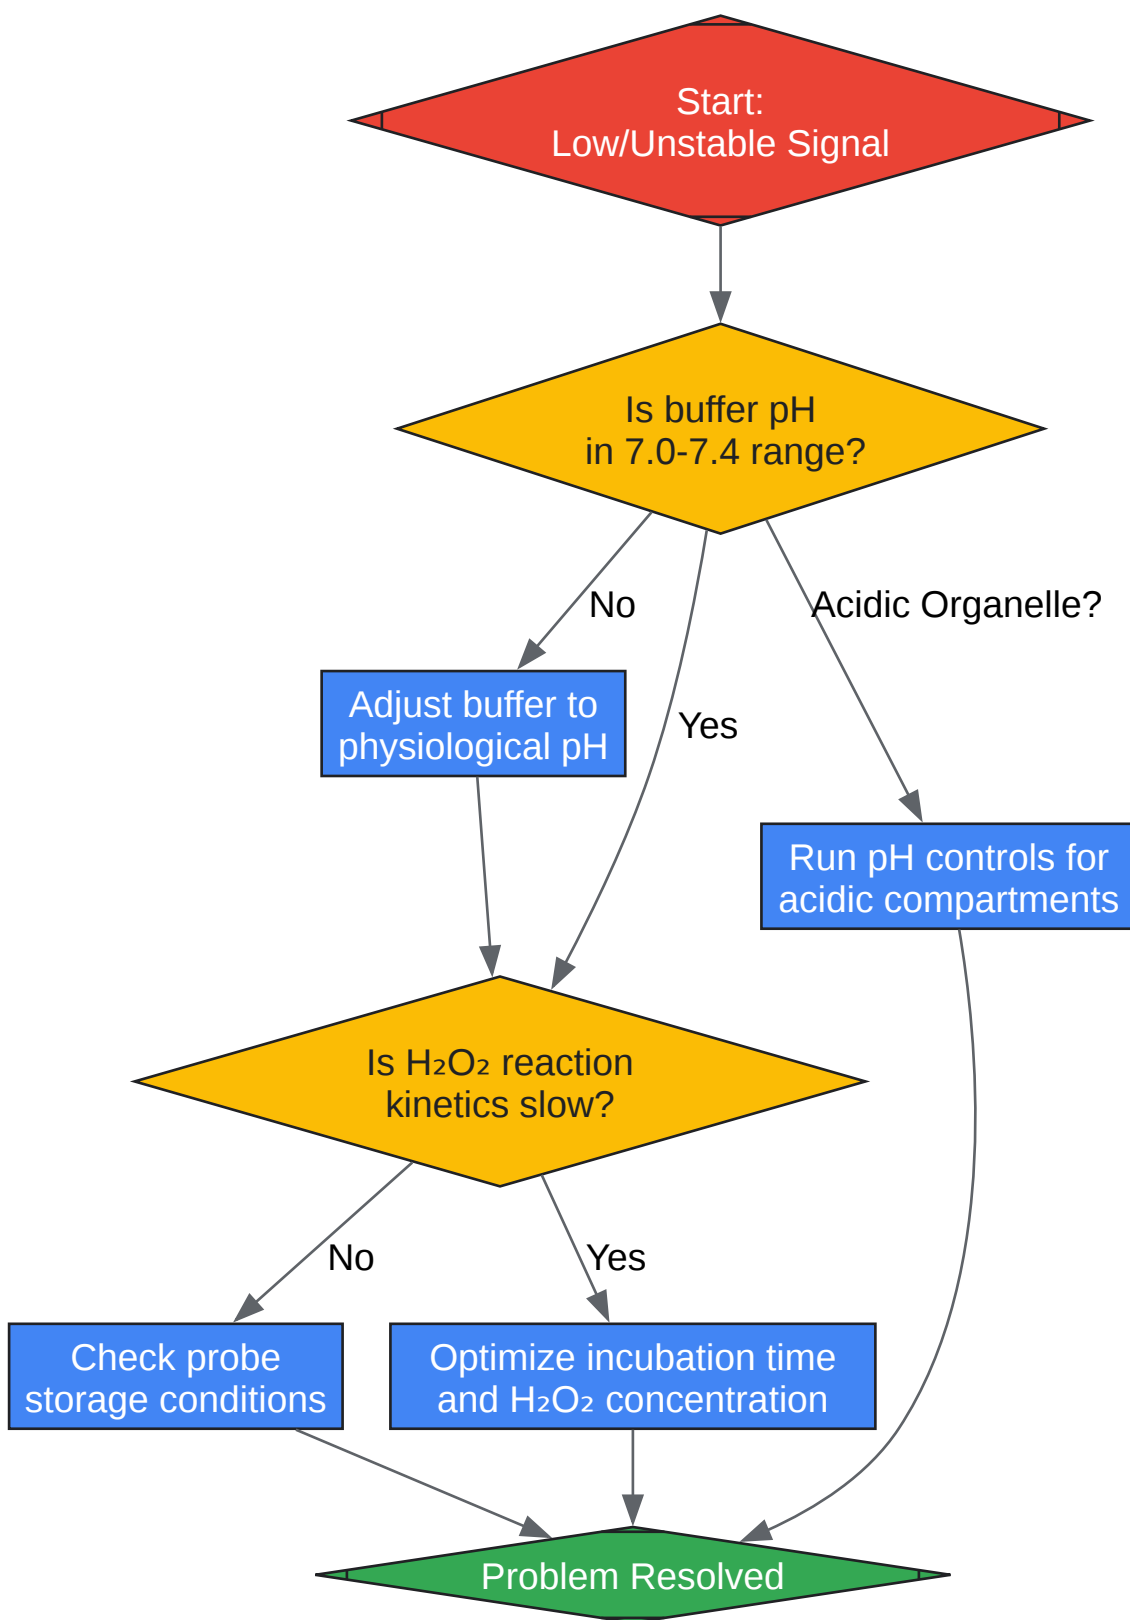 Start:
Low/Unstable Signal
Is buffer pH
in 7.0-7.4 range?
No
Acidic Organelle?
Adjust buffer to
physiological pH
Yes
Run pH controls for
acidic compartments
Is H₂O₂ reaction
kinetics slow?
No
Yes
Check probe
storage conditions
Optimize incubation time
and H₂O₂ concentration
Problem Resolved